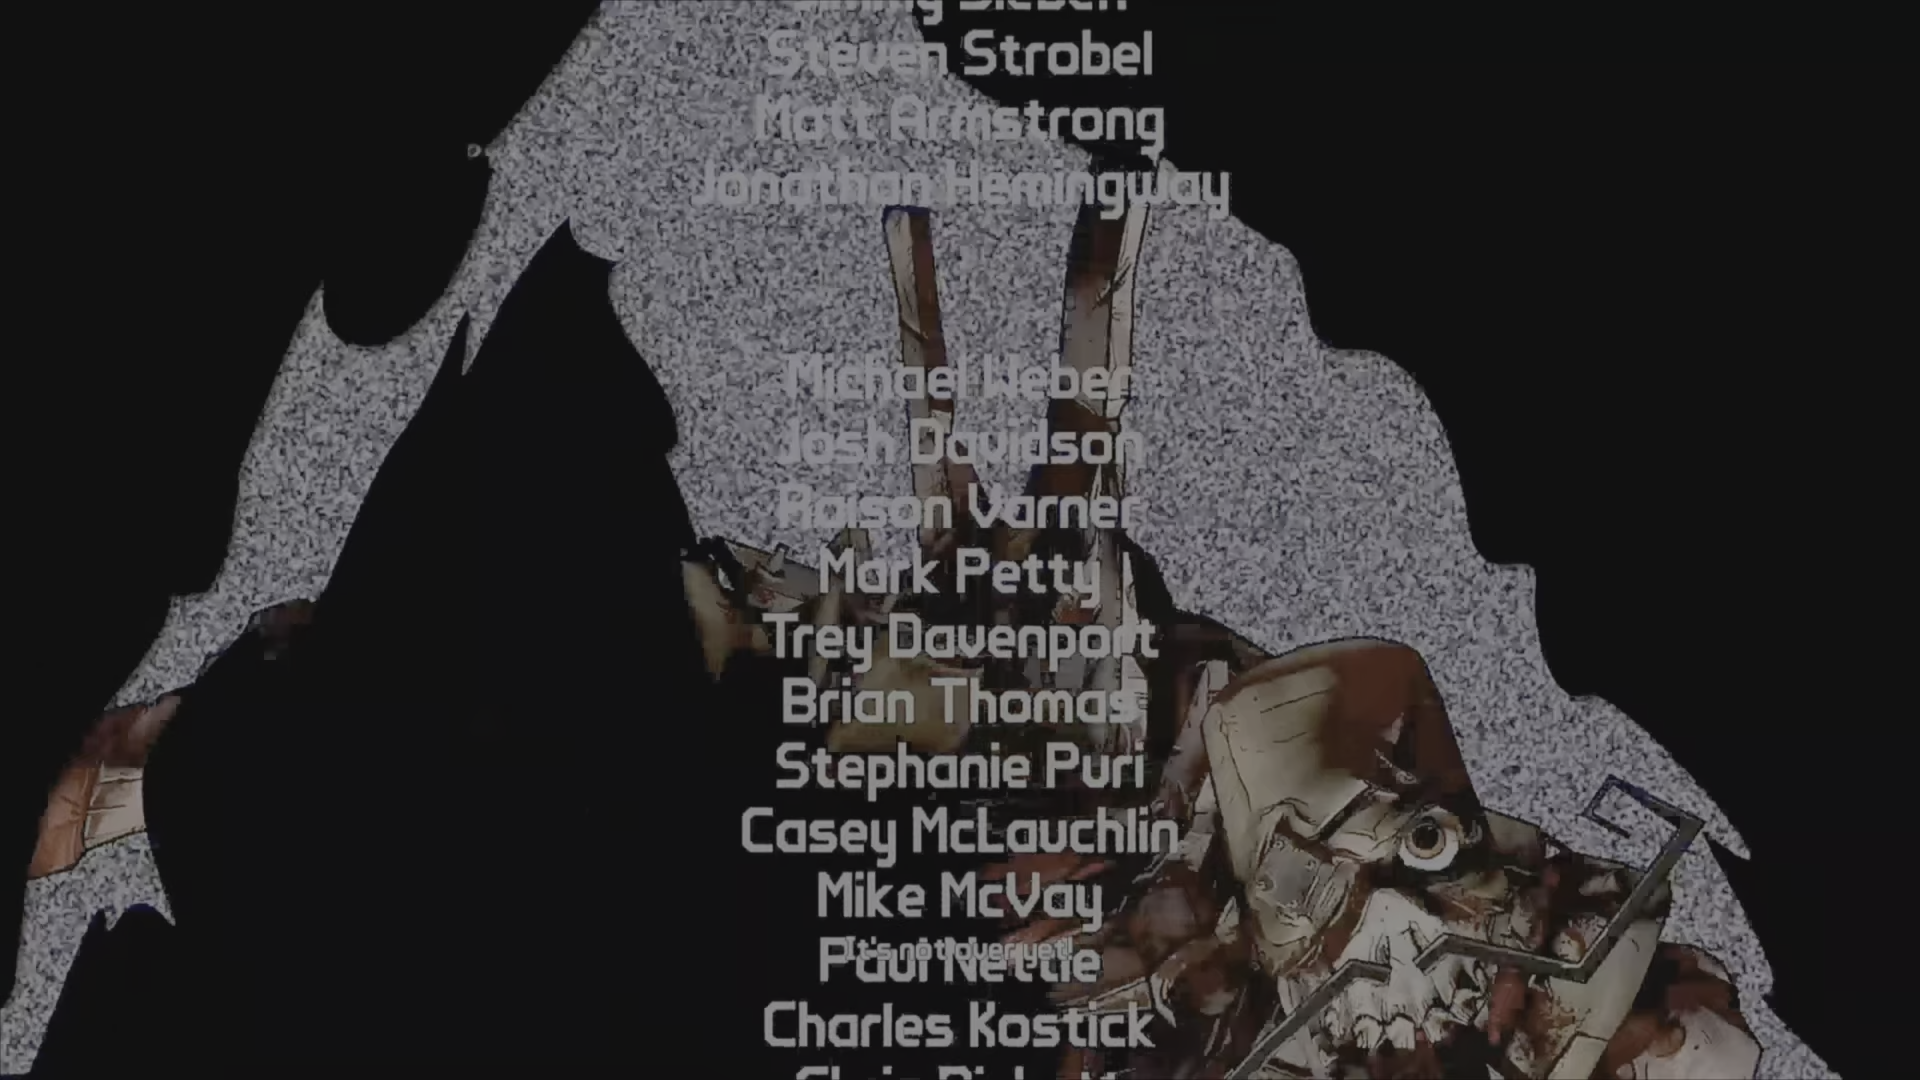 Steven Strobel
Matt Armstrong
Jonathan Hemingway
Michael Weber
Josh Davidson
Raison Varner
Mark Petty
Trey Davenport
Brian Thomas
Stephanie Puri
Casey McLauchlin
Mike McVay
It's not over yet!
Paul Nettle
Charles Kostick